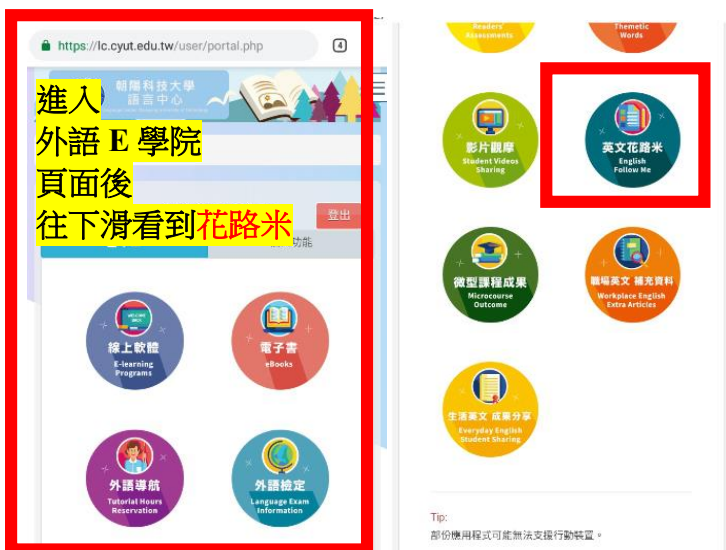 https://lc.cyut.edu.tw/user/portal.php
4
朝陽科技大學
語言中心
進入
外語 E 學院
頁面後
往下滑看到花路米
登出
功能
線上軟體
E-learning
Programs
電子書
eBooks
外語導航
Tutorial Hours
Reservation
外語檢定
Language Exam
Information
Readers'
Assessments
Themetic
Words
影片觀摩
Student Videos
Sharing
英文花路米
English
Follow Me
微型課程成果
Microcourse
Outcome
職場英文 補充資料
Workplace English
Extra Articles
生活英文 成果分享
Everyday English
Student Sharing
Tip:
部份應用程式可能無法支援行動裝置。